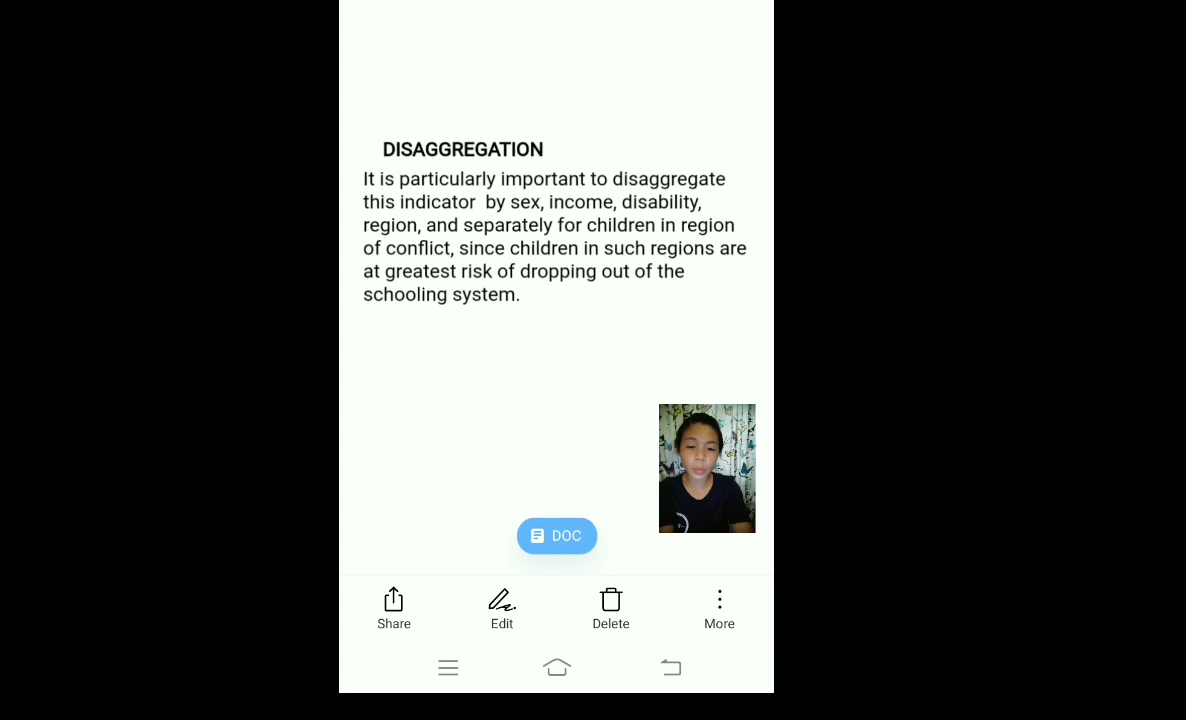 DISAGGREGATION
It is particularly important to disaggregate
this indicator  by sex, income, disability,
region, and separately for children in region
of conflict, since children in such regions are
at greatest risk of dropping out of the
schooling system.
DOC
Share
Edit
Delete
More